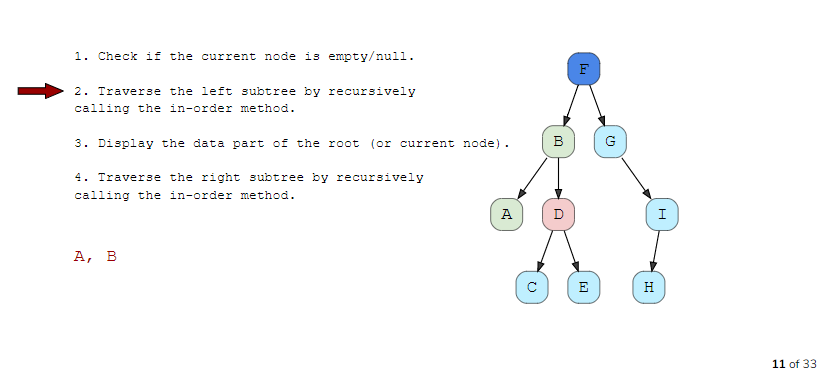 1. Check if the current node is empty/null.
2. Traverse the left subtree by recursively
calling the in-order method.
3. Display the data part of the root (or current node).
4. Traverse the right subtree by recursively
calling the in-order method.
A, B
F
B
G
A
D
I
C
E
H
11 of 33